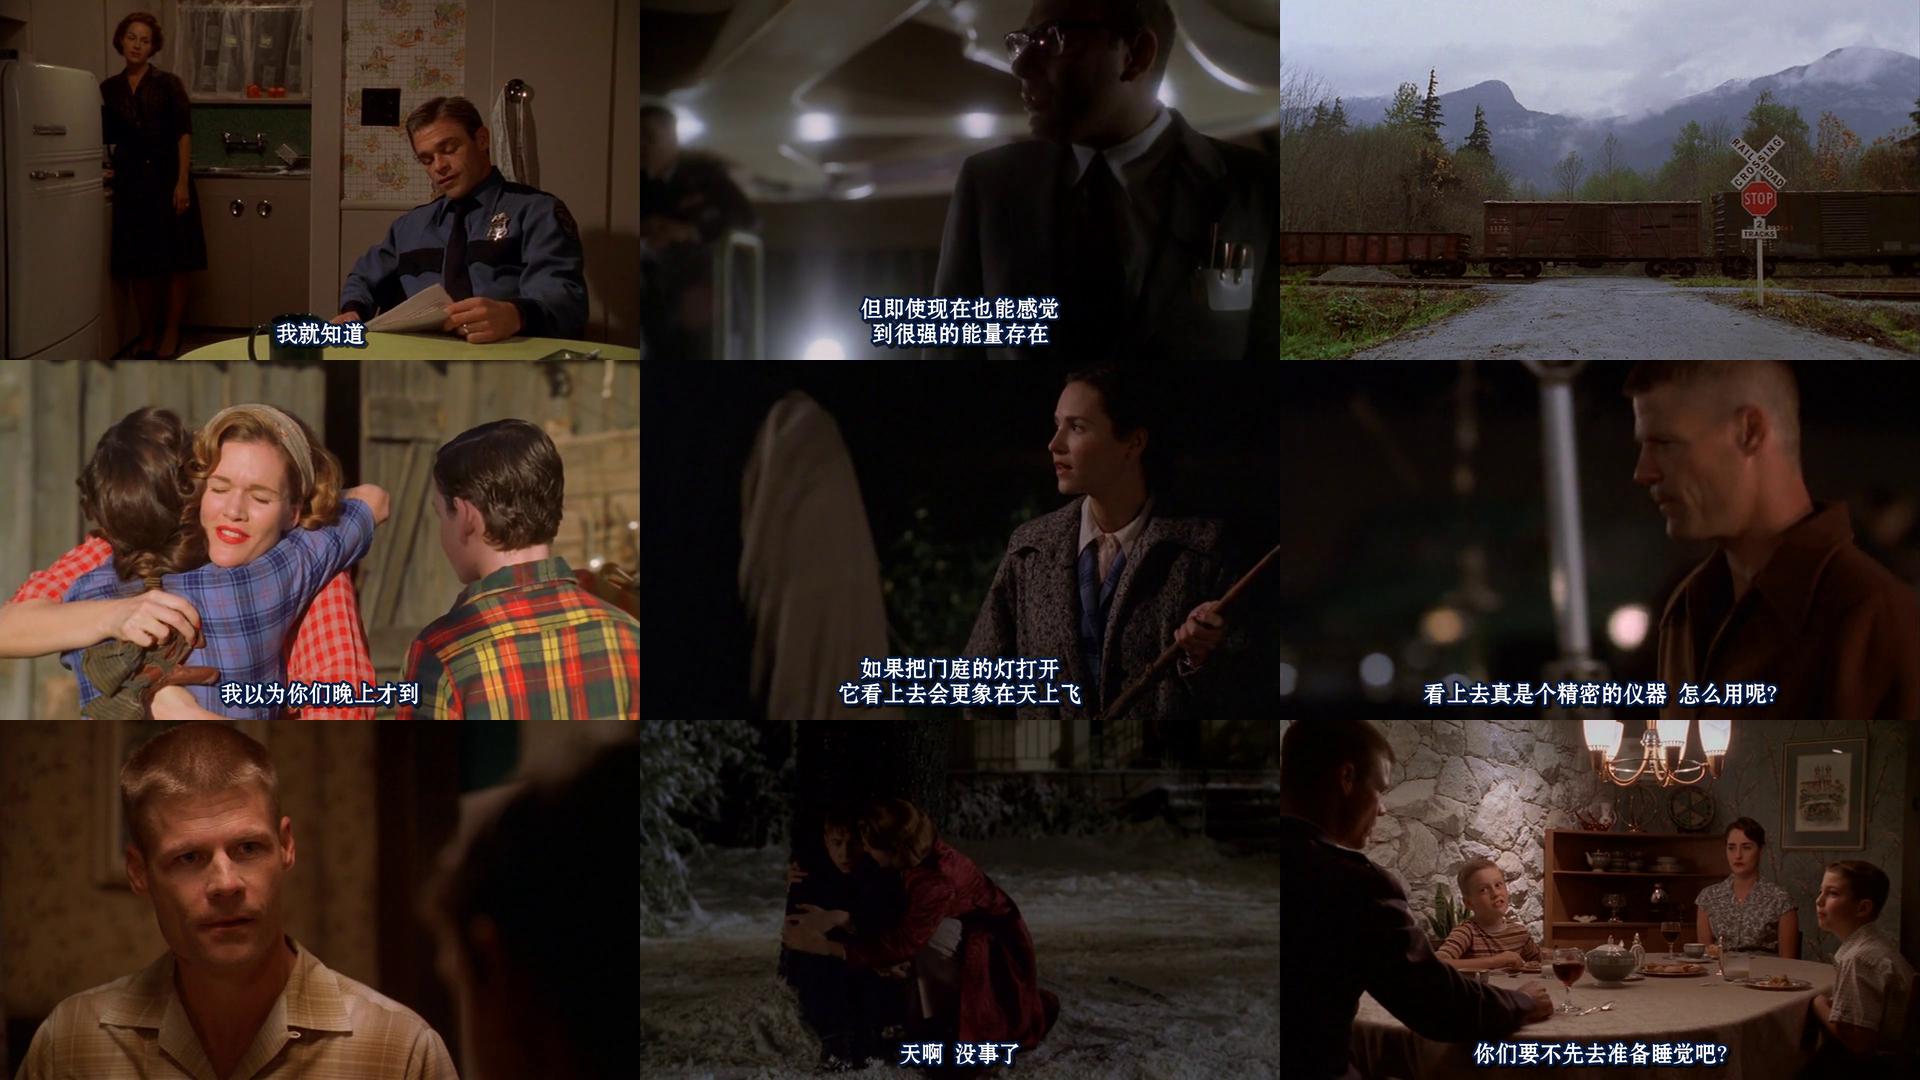 我就知道
但即使现在也能感觉
到很强的能量存在
RAILROAD
CROSSING
STOP
2
TRACKS
我以为你们晚上才到
如果把门庭的灯打开
它看上去会更象在天上飞
看上去真是个精密的仪器 怎么用呢?
天啊 没事了
你们要不先去准备睡觉吧?